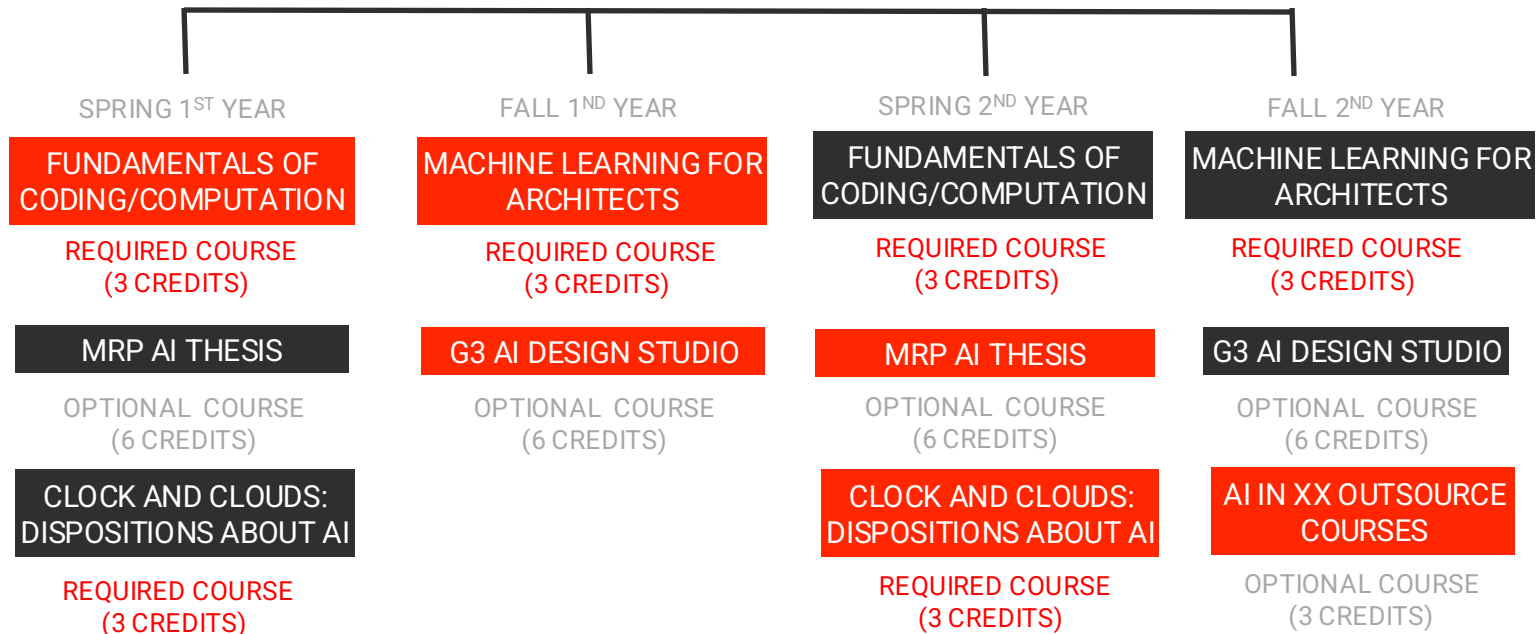 SPRING 1ST YEAR
FUNDAMENTALS OF
CODING/COMPUTATION
REQUIRED COURSE
(3 CREDITS)
MRP AI THESIS
OPTIONAL COURSE
(6 CREDITS)
CLOCK AND CLOUDS:
DISPOSITIONS ABOUT AI
REQUIRED COURSE
(3 CREDITS)
FALL 1ND YEAR
MACHINE LEARNING FOR
ARCHITECTS
REQUIRED COURSE
(3 CREDITS)
G3 AI DESIGN STUDIO
OPTIONAL COURSE
(6 CREDITS)
SPRING 2ND YEAR
FUNDAMENTALS OF
CODING/COMPUTATION
REQUIRED COURSE
(3 CREDITS)
MRP AI THESIS
OPTIONAL COURSE
(6 CREDITS)
CLOCK AND CLOUDS:
DISPOSITIONS ABOUT AI
REQUIRED COURSE
(3 CREDITS)
FALL 2ND YEAR
MACHINE LEARNING FOR
ARCHITECTS
REQUIRED COURSE
(3 CREDITS)
G3 AI DESIGN STUDIO
OPTIONAL COURSE
(6 CREDITS)
AI IN XX OUTSOURCE
COURSES
OPTIONAL COURSE
(3 CREDITS)